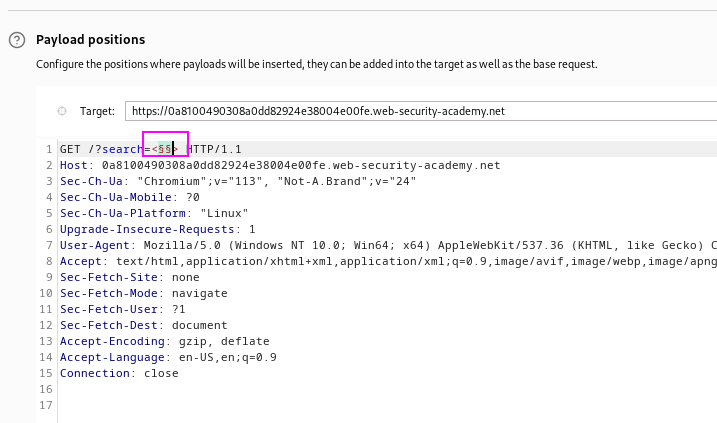 Payload positions
Configure the positions where payloads will be inserted, they can be added into the target as well as the base request.
Target: https://0a8100490308a0dd82924e38004e00fe.web-security-academy.net
1 GET /?search=<§§> HTTP/1.1
2 Host: 0a8100490308a0dd82924e38004e00fe.web-security-academy.net
3 Sec-Ch-Ua: "Chromium";v="113", "Not-A.Brand";v="24"
4 Sec-Ch-Ua-Mobile: ?0
5 Sec-Ch-Ua-Platform: "Linux"
6 Upgrade-Insecure-Requests: 1
7 User-Agent: Mozilla/5.0 (Windows NT 10.0; Win64; x64) AppleWebKit/537.36 (KHTML, like Gecko) C
8 Accept: text/html,application/xhtml+xml,application/xml;q=0.9,image/avif,image/webp,image/apng
9 Sec-Fetch-Site: none
10 Sec-Fetch-Mode: navigate
11 Sec-Fetch-User: ?1
12 Sec-Fetch-Dest: document
13 Accept-Encoding: gzip, deflate
14 Accept-Language: en-US,en;q=0.9
15 Connection: close
16
17